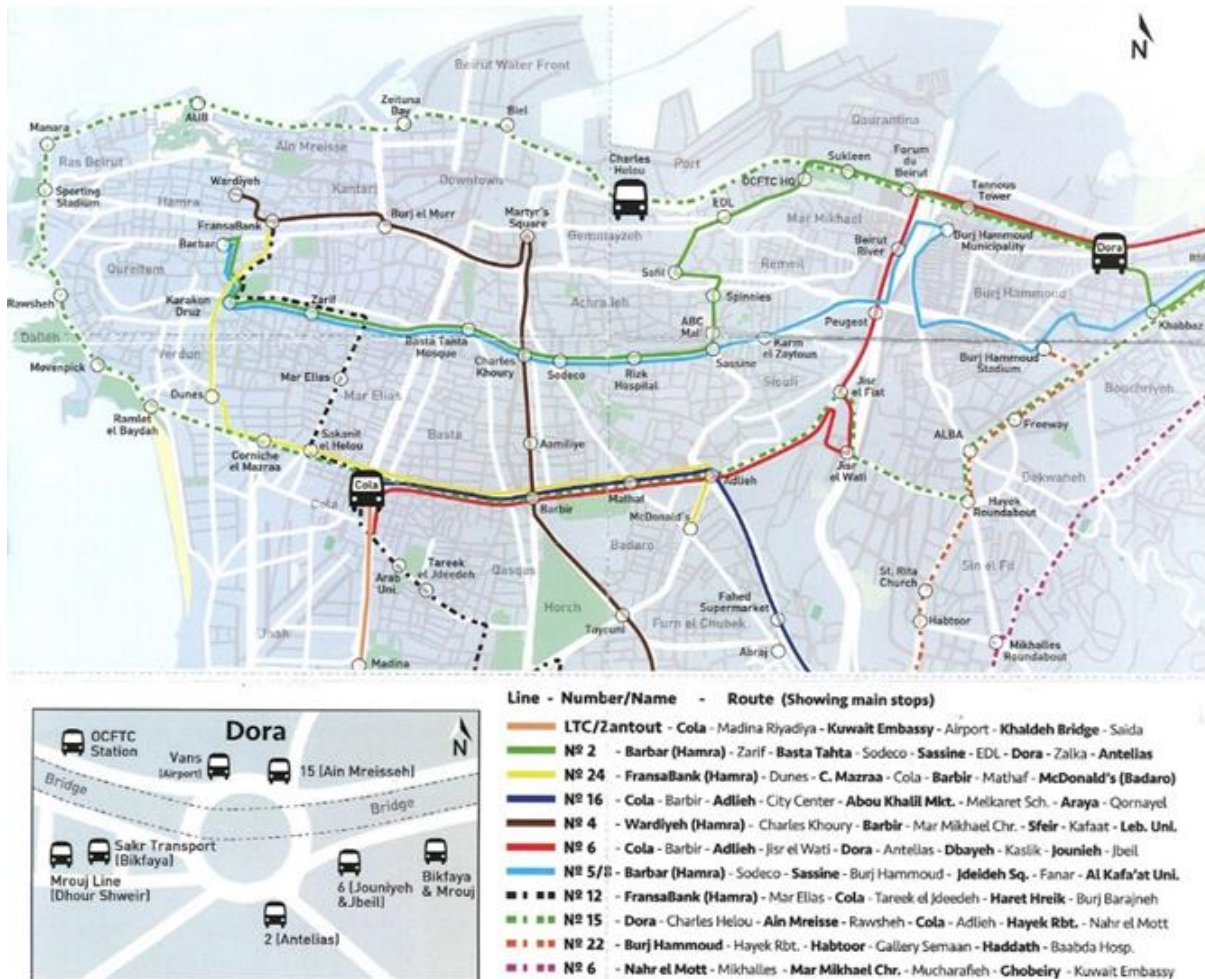 N
Beirut Water Front
Zeituna
Bay
Biel
AUB
Manara
Ain Mreisse
Ras Beirut
Wardiyeh
Kantari
Downtown
Charles
Helou
Port
Qaurantina
Sukleen
Forum
du
Beirut
OCFTC HQ
Tannous
Tower
Sporting
Stadium
Hamra
FransaBank
Burj el Murr
Martyr's
Square
EDL
Mar Mikhael
Barbar
Gemmayzeh
Beirut
River
Burj Hammoud
Municipality
Dora
Qureitem
Sofil
Remeil
Rawsheh
Karakon
Druz
Zarif
Achrafieh
Spinnies
Burj Hammoud
Peugeot
Khabbaz
Dalieh
Basta Tahta
Mosque
Charles
Khoury
Sodeco
Rizk
Hospital
ABC
Mall
Sassine
Karm
el Zaytoun
Verdun
Movenpick
Mar Elias
Mar Elias
Sioufi
Jisr
el Fiat
Burj Hammoud
Stadium
Bouchriyeh
Dunes
Ramlet
el Baydah
Sakanit
el Helou
Basta
Aamiliye
Freeway
ALBA
Corniche
el Mazraa
Jisr
el Wati
Dekwaneh
Cola
Cola
Barbir
Mathaf
Adlieh
McDonald's
Hayek
Roundabout
Badaro
Arab
Uni.
Tareek
el Jdeedeh
Qasqus
St. Rita
Church
Sin el Fil
Horch
Fahed
Supermarket
Habtoor
Tayouni
Furn el Chubek
Jnah
Madina
Abraj
Mikhalles
Roundabout
Line - Number/Name - Route (Showing main stops)
LTC/Zantout - Cola - Madina Riyadiya - Kuwait Embassy - Airport - Khaldeh Bridge - Saida
Nº 2 - Barbar (Hamra) - Zarif - Basta Tahta - Sodeco - Sassine - EDL - Dora - Zalka - Antelias
Nº 24 - FransaBank (Hamra) - Dunes - C. Mazraa - Cola - Barbir - Mathaf - McDonald's (Badaro)
Nº 16 - Cola - Barbir - Adlieh - City Center - Abou Khalil Mkt. - Melkaret Sch. - Araya - Qornayel
Nº 4 - Wardiyeh (Hamra) - Charles Khoury - Barbir - Mar Mikhael Chr. - Sfeir - Kafaat - Leb. Uni.
Nº 6 - Cola - Barbir - Adlieh - Jisr el Wati - Dora - Antelias - Dbayeh - Kaslik - Jounieh - Jbeil
Nº 5/8 - Barbar (Hamra) - Sodeco - Sassine - Burj Hammoud - Jdeideh Sq. - Fanar - Al Kafa'at Uni.
Nº 12 - FransaBank (Hamra) - Mar Elias - Cola - Tareek el Jdeedeh - Haret Hreik - Burj Barajneh
Nº 15 - Dora - Charles Helou - Ain Mreisse - Rawsheh - Cola - Adlieh - Hayek Rbt. - Nahr el Mott
Nº 22 - Burj Hammoud - Hayek Rbt. - Habtoor - Gallery Semaan - Haddath - Baabda Hosp.
Nº 6 - Nahr el Mott - Mikhalles - Mar Mikhael Chr. - Mucharafieh - Ghobeiry - Kuwait Embassy
Dora
N
OCFTC
Station
Vans
(Airport)
15 (Ain Mreisseh)
Bridge
Bridge
Sakr Transport
(Bikfaya)
Mrouj Line
(Dhour Shweir)
6 (Jouniyeh
& Jbeil)
Bikfaya
& Mrouj
2 (Antelias)